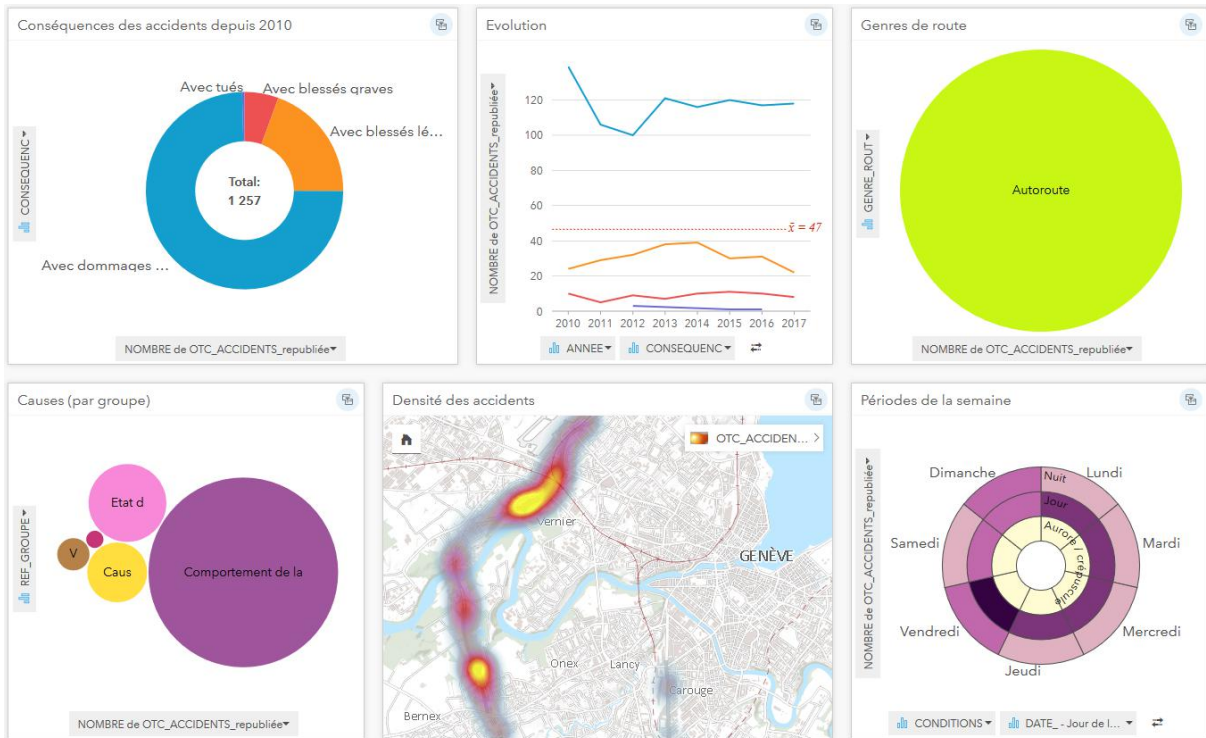 Conséquences des accidents depuis 2010
CONSEQUENC
Avec tués
Avec blessés graves
Avec blessés lé...
Total:
1 257
Avec dommages ...
NOMBRE de OTC_ACCIDENTS_republiée
Evolution
NOMBRE de OTC_ACCIDENTS_republiée
120
100
80
60
40
20
0
x̄ = 47
2010 2011 2012 2013 2014 2015 2016 2017
ANNEE CONSEQUENC
Genres de route
GENRE_ROUT
Autoroute
NOMBRE de OTC_ACCIDENTS_republiée
Causes (par groupe)
REF_GROUPE
Etat d
V
Caus
Comportement de la
NOMBRE de OTC_ACCIDENTS_republiée
Densité des accidents
OTC_ACCIDEN...
Vernier
GENÈVE
Onex
Lancy
Carouge
Bernex
Périodes de la semaine
NOMBRE de OTC_ACCIDENTS_republiée
Dimanche
Lundi
Nuit
Jour
Aurore / crépuscule
Samedi
Mardi
Vendredi
Mercredi
Jeudi
CONDITIONS DATE_ - Jour de l...